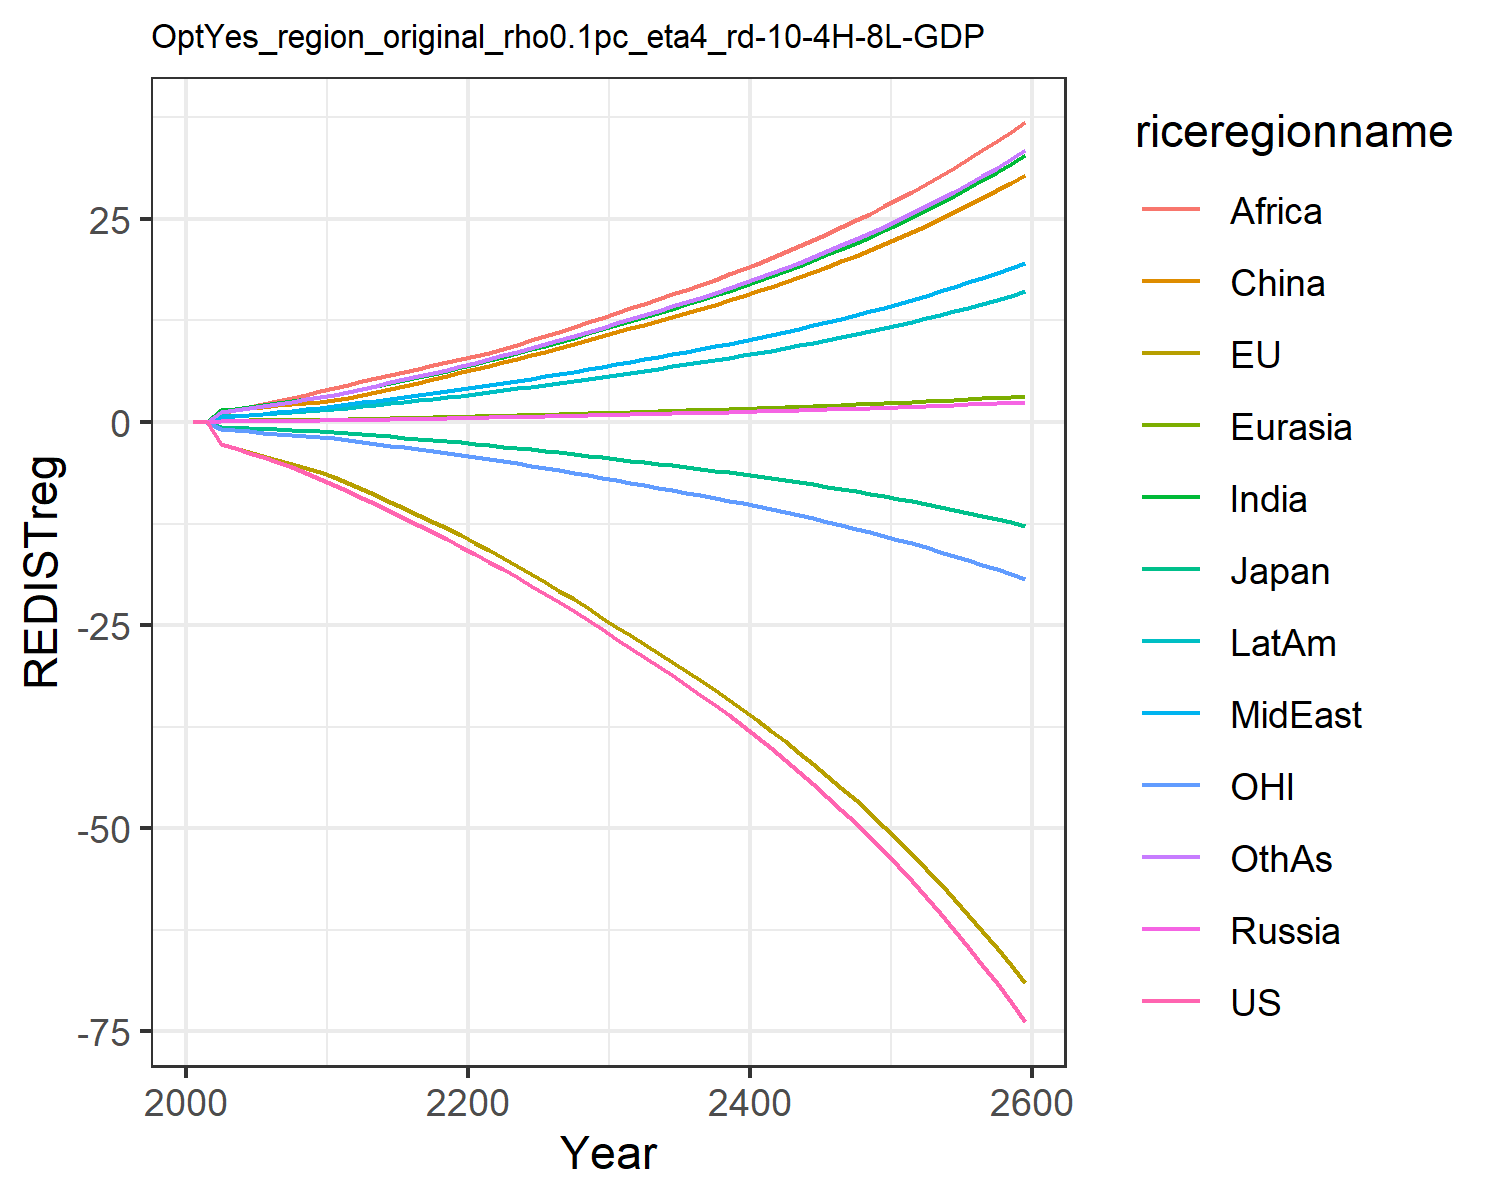 OptYes_region_original_rho0.1pc_eta4_rd-10-4H-8L-GDP
REDISTreg
25
0
-25
-50
-75
2000
2200
2400
2600
Year
riceregionname
Africa
China
EU
Eurasia
India
Japan
LatAm
MidEast
OHI
OthAs
Russia
US